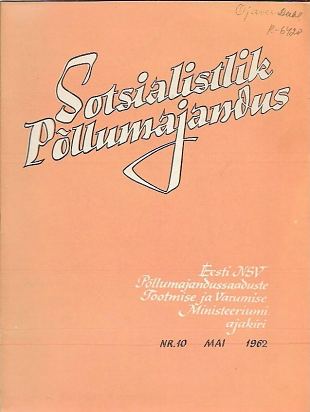 Sotsialistlik
Põllumajandus
Eesti NSV
Põllumajandussaaduste
Tootmise ja Varumise
Ministeeriumi
ajakiri
NR. 10 MAI 1962